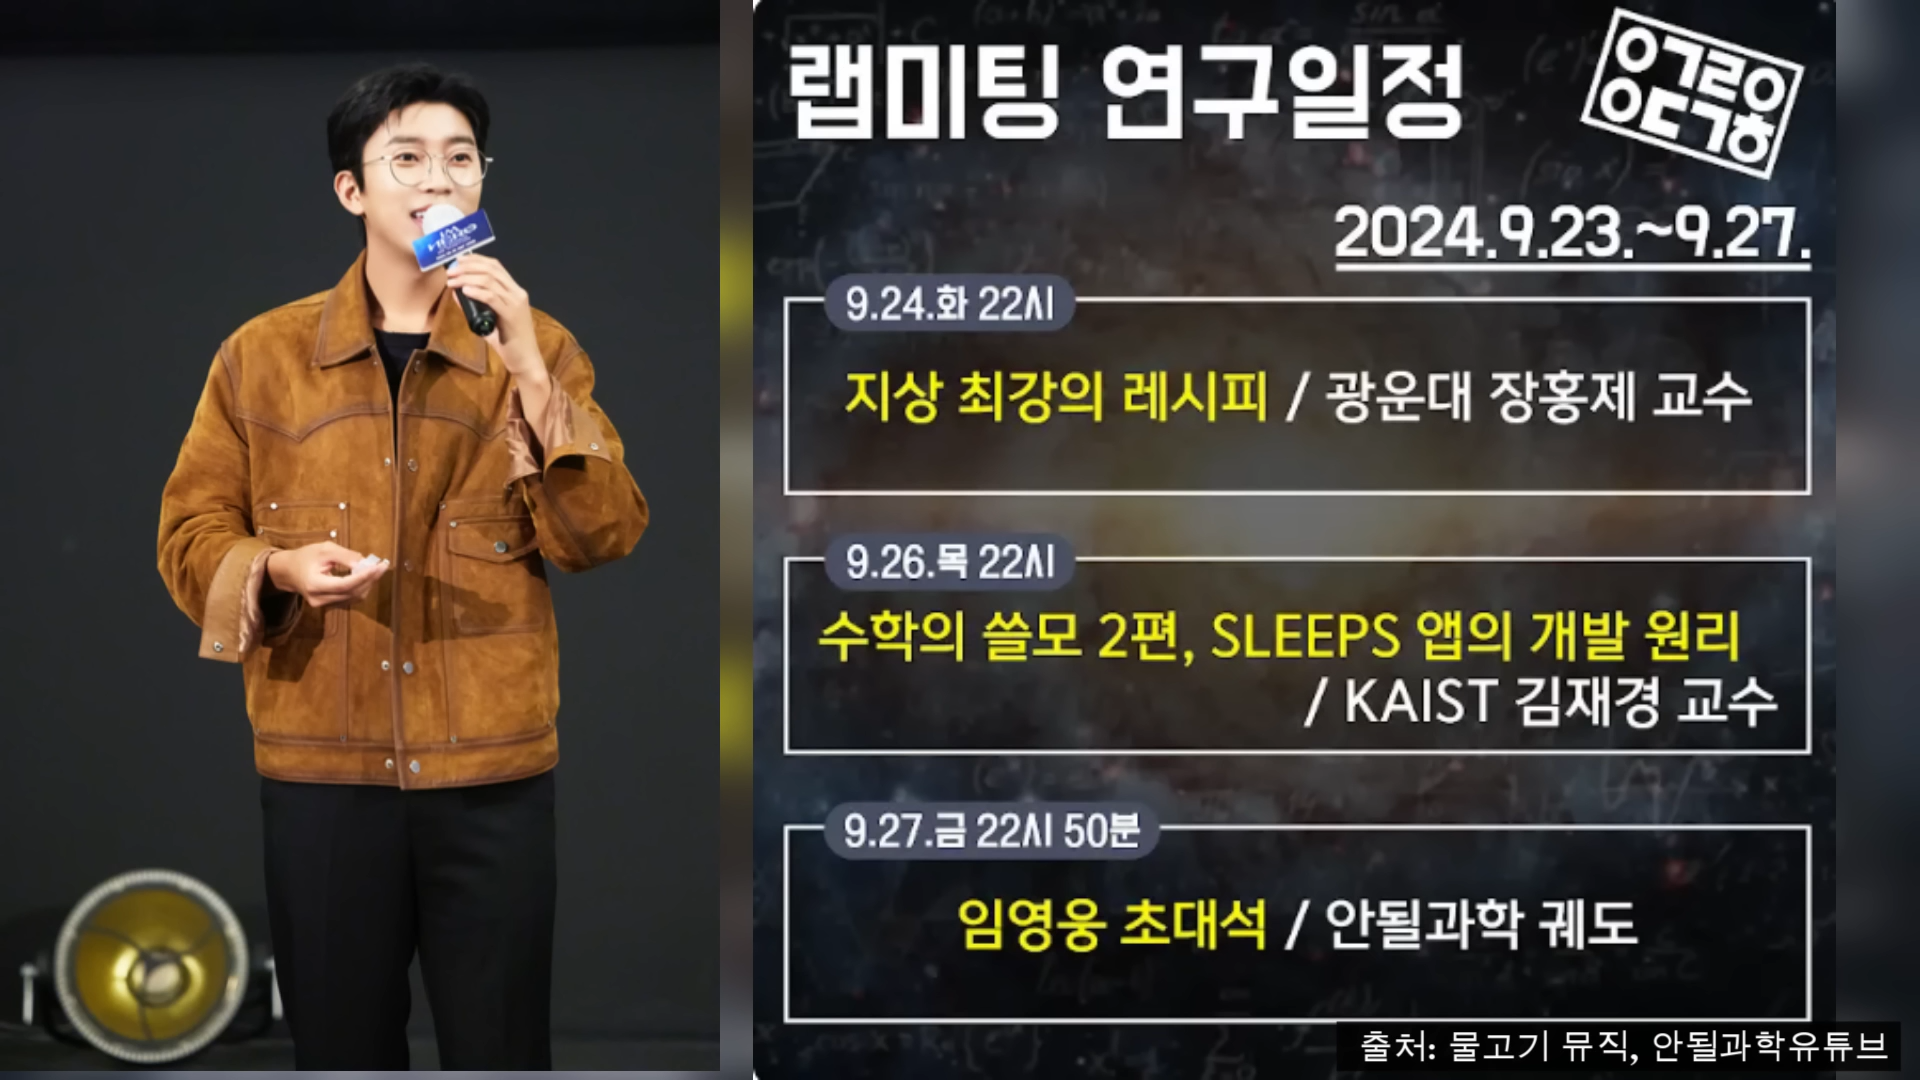 I'M
HERO
랩미팅 연구일정
응그래요
2024.9.23.~9.27.
9.24.화 22시
지상 최강의 레시피 / 광운대 장홍제 교수
9.26.목 22시
수학의 쓸모 2편, SLEEPS 앱의 개발 원리
/ KAIST 김재경 교수
9.27.금 22시 50분
임영웅 초대석 / 안될과학 궤도
출처: 물고기 뮤직, 안될과학유튜브